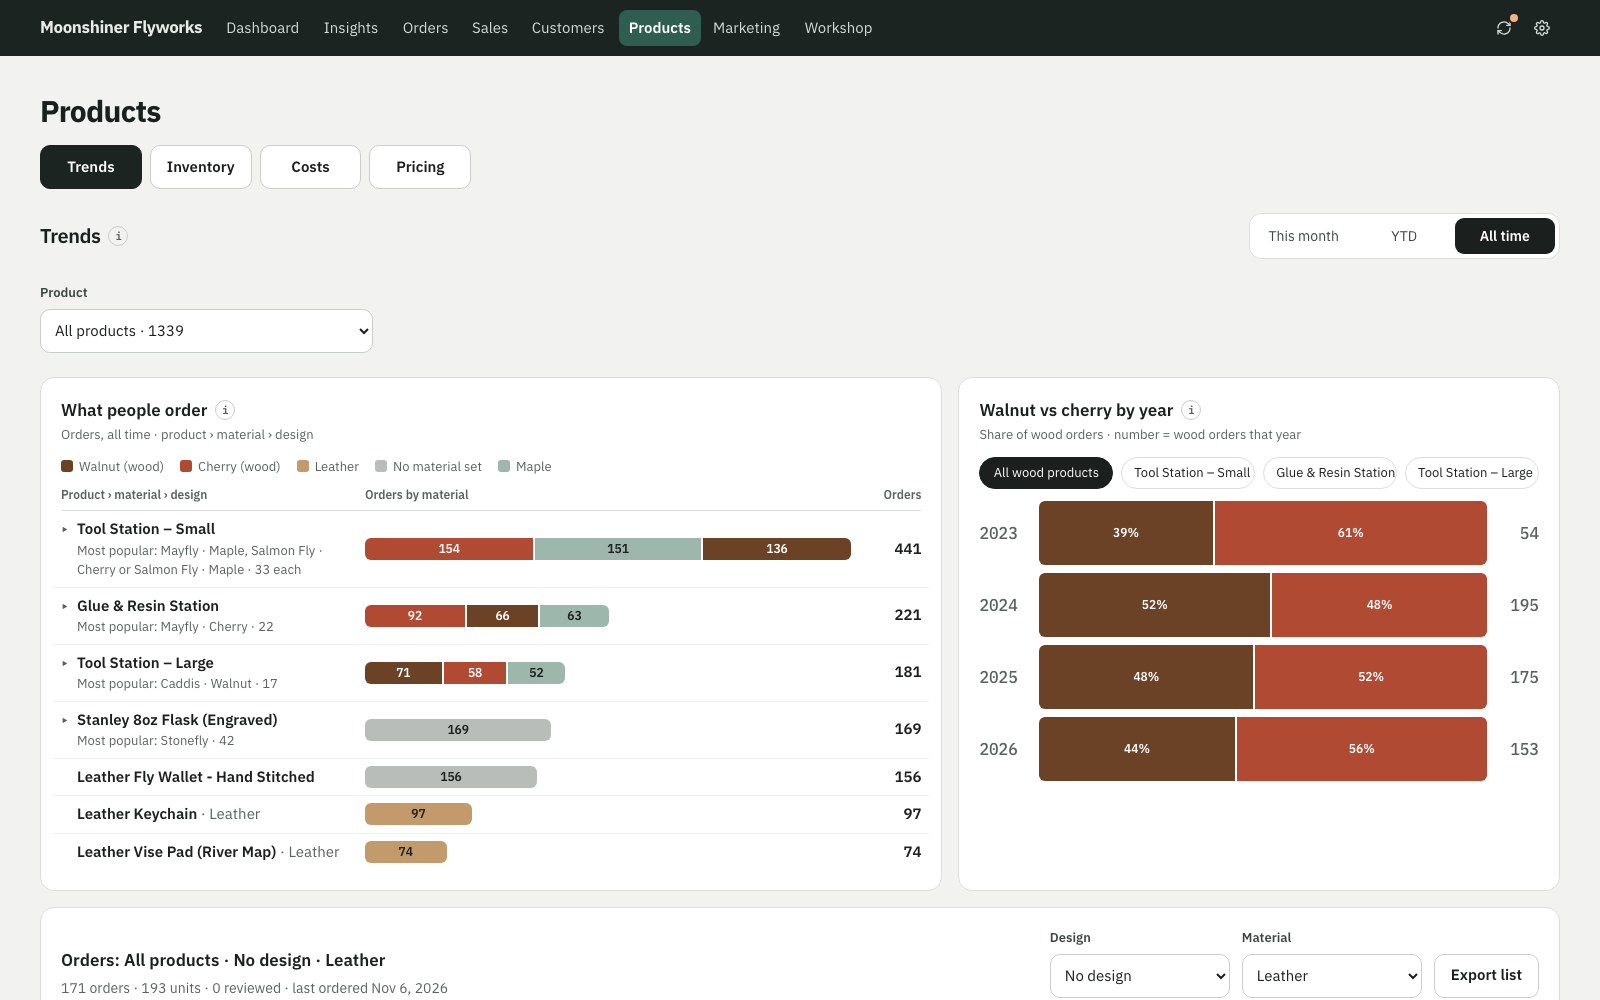 Moonshiner Flyworks Dashboard Insights Orders Sales Customers Products Marketing Workshop
Products
Trends Inventory Costs Pricing
Trends i
This month YTD All time
Product
All products · 1339
What people order i
Orders, all time · product › material › design
Walnut (wood) Cherry (wood) Leather No material set Maple
Product › material › design Orders by material Orders
Tool Station – Small
Most popular: Mayfly · Maple, Salmon Fly ·
Cherry or Salmon Fly · Maple · 33 each
154 151 136 441
Glue & Resin Station
Most popular: Mayfly · Cherry · 22
92 66 63 221
Tool Station – Large
Most popular: Caddis · Walnut · 17
71 58 52 181
Stanley 8oz Flask (Engraved)
Most popular: Stonefly · 42
169 169
Leather Fly Wallet - Hand Stitched 156 156
Leather Keychain · Leather 97 97
Leather Vise Pad (River Map) · Leather 74 74
Walnut vs cherry by year i
Share of wood orders · number = wood orders that year
All wood products Tool Station – Small Glue & Resin Station Tool Station – Large
2023 39% 61% 54
2024 52% 48% 195
2025 48% 52% 175
2026 44% 56% 153
Orders: All products · No design · Leather
171 orders · 193 units · 0 reviewed · last ordered Nov 6, 2026
Design Material
No design Leather Export list